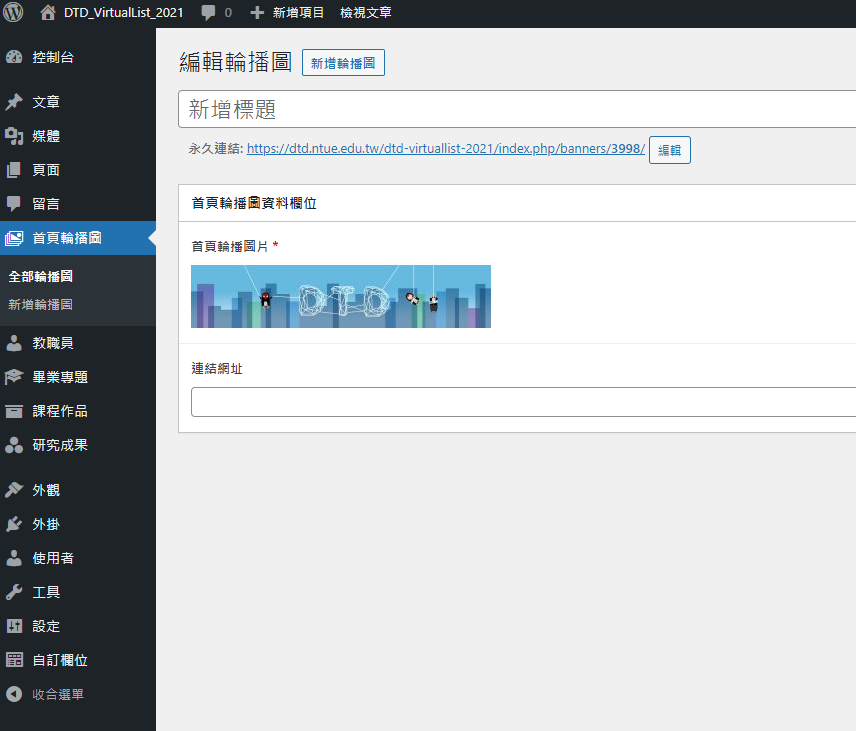 DTD_VirtualList_2021 0 新增項目 檢視文章
控制台
文章
媒體
頁面
留言
首頁輪播圖
全部輪播圖
新增輪播圖
教職員
畢業專題
課程作品
研究成果
外觀
外掛
使用者
工具
設定
自訂欄位
收合選單
編輯輪播圖 新增輪播圖
新增標題
永久連結: https://dtd.ntue.edu.tw/dtd-virtuallist-2021/index.php/banners/3998/ 編輯
首頁輪播圖資料欄位
首頁輪播圖片 *
DTD
連結網址